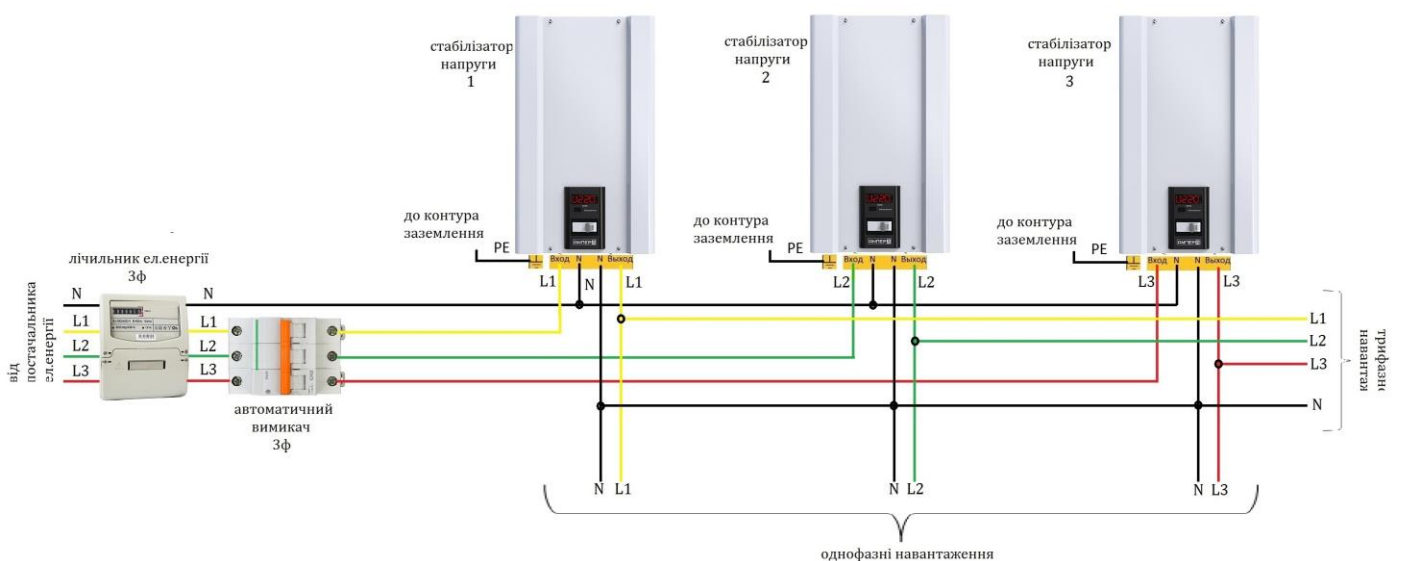 стабілізатор
напруги
1
стабілізатор
напруги
2
стабілізатор
напруги
3
до контура
заземлення
PE
до контура
заземлення
PE
до контура
заземлення
PE
Вход N N Выход
Вход N N Выход
Вход N N Выход
L1 N L1
L2 L2
L3 L3
лічильник ел.енергії
3ф
N N
L1 L1
L2 L2
L3 L3
від
постачальника
ел.енергії
автоматичний
вимикач
3ф
L1
L2
L3
N
трифазні
навантаж
N L1
N L2
N L3
однофазні навантаження